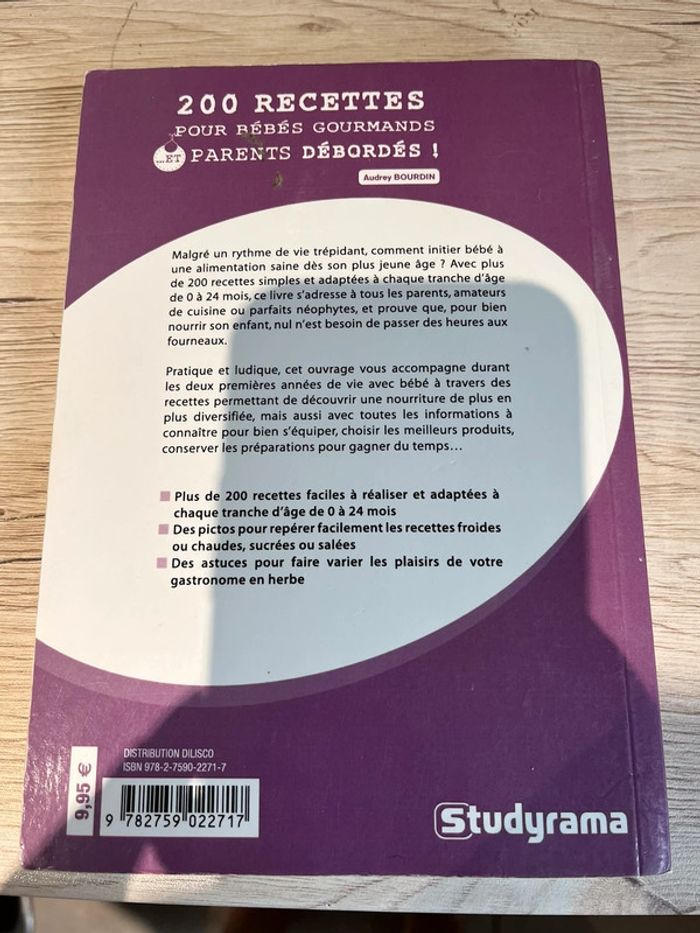 200 RECETTES
POUR BÉBÉS GOURMANDS
...ET PARENTS DÉBORDÉS !
Audrey BOURDIN
Malgré un rythme de vie trépidant, comment initier bébé à
une alimentation saine dès son plus jeune âge ? Avec plus
de 200 recettes simples et adaptées à chaque tranche d'âge
de 0 à 24 mois, ce livre s'adresse à tous les parents, amateurs
de cuisine ou parfaits néophytes, et prouve que, pour bien
nourrir son enfant, nul n'est besoin de passer des heures aux
fourneaux.
Pratique et ludique, cet ouvrage vous accompagne durant
les deux premières années de vie avec bébé à travers des
recettes permettant de découvrir une nourriture de plus en
plus diversifiée, mais aussi avec toutes les informations à
connaître pour bien s'équiper, choisir les meilleurs produits,
conserver les préparations pour gagner du temps…
Plus de 200 recettes faciles à réaliser et adaptées à
chaque tranche d'âge de 0 à 24 mois
Des pictos pour repérer facilement les recettes froides
ou chaudes, sucrées ou salées
Des astuces pour faire varier les plaisirs de votre
gastronome en herbe
9,95 €
DISTRIBUTION DILISCO
ISBN 978-2-7590-2271-7
9 782759 022717
Studyrama